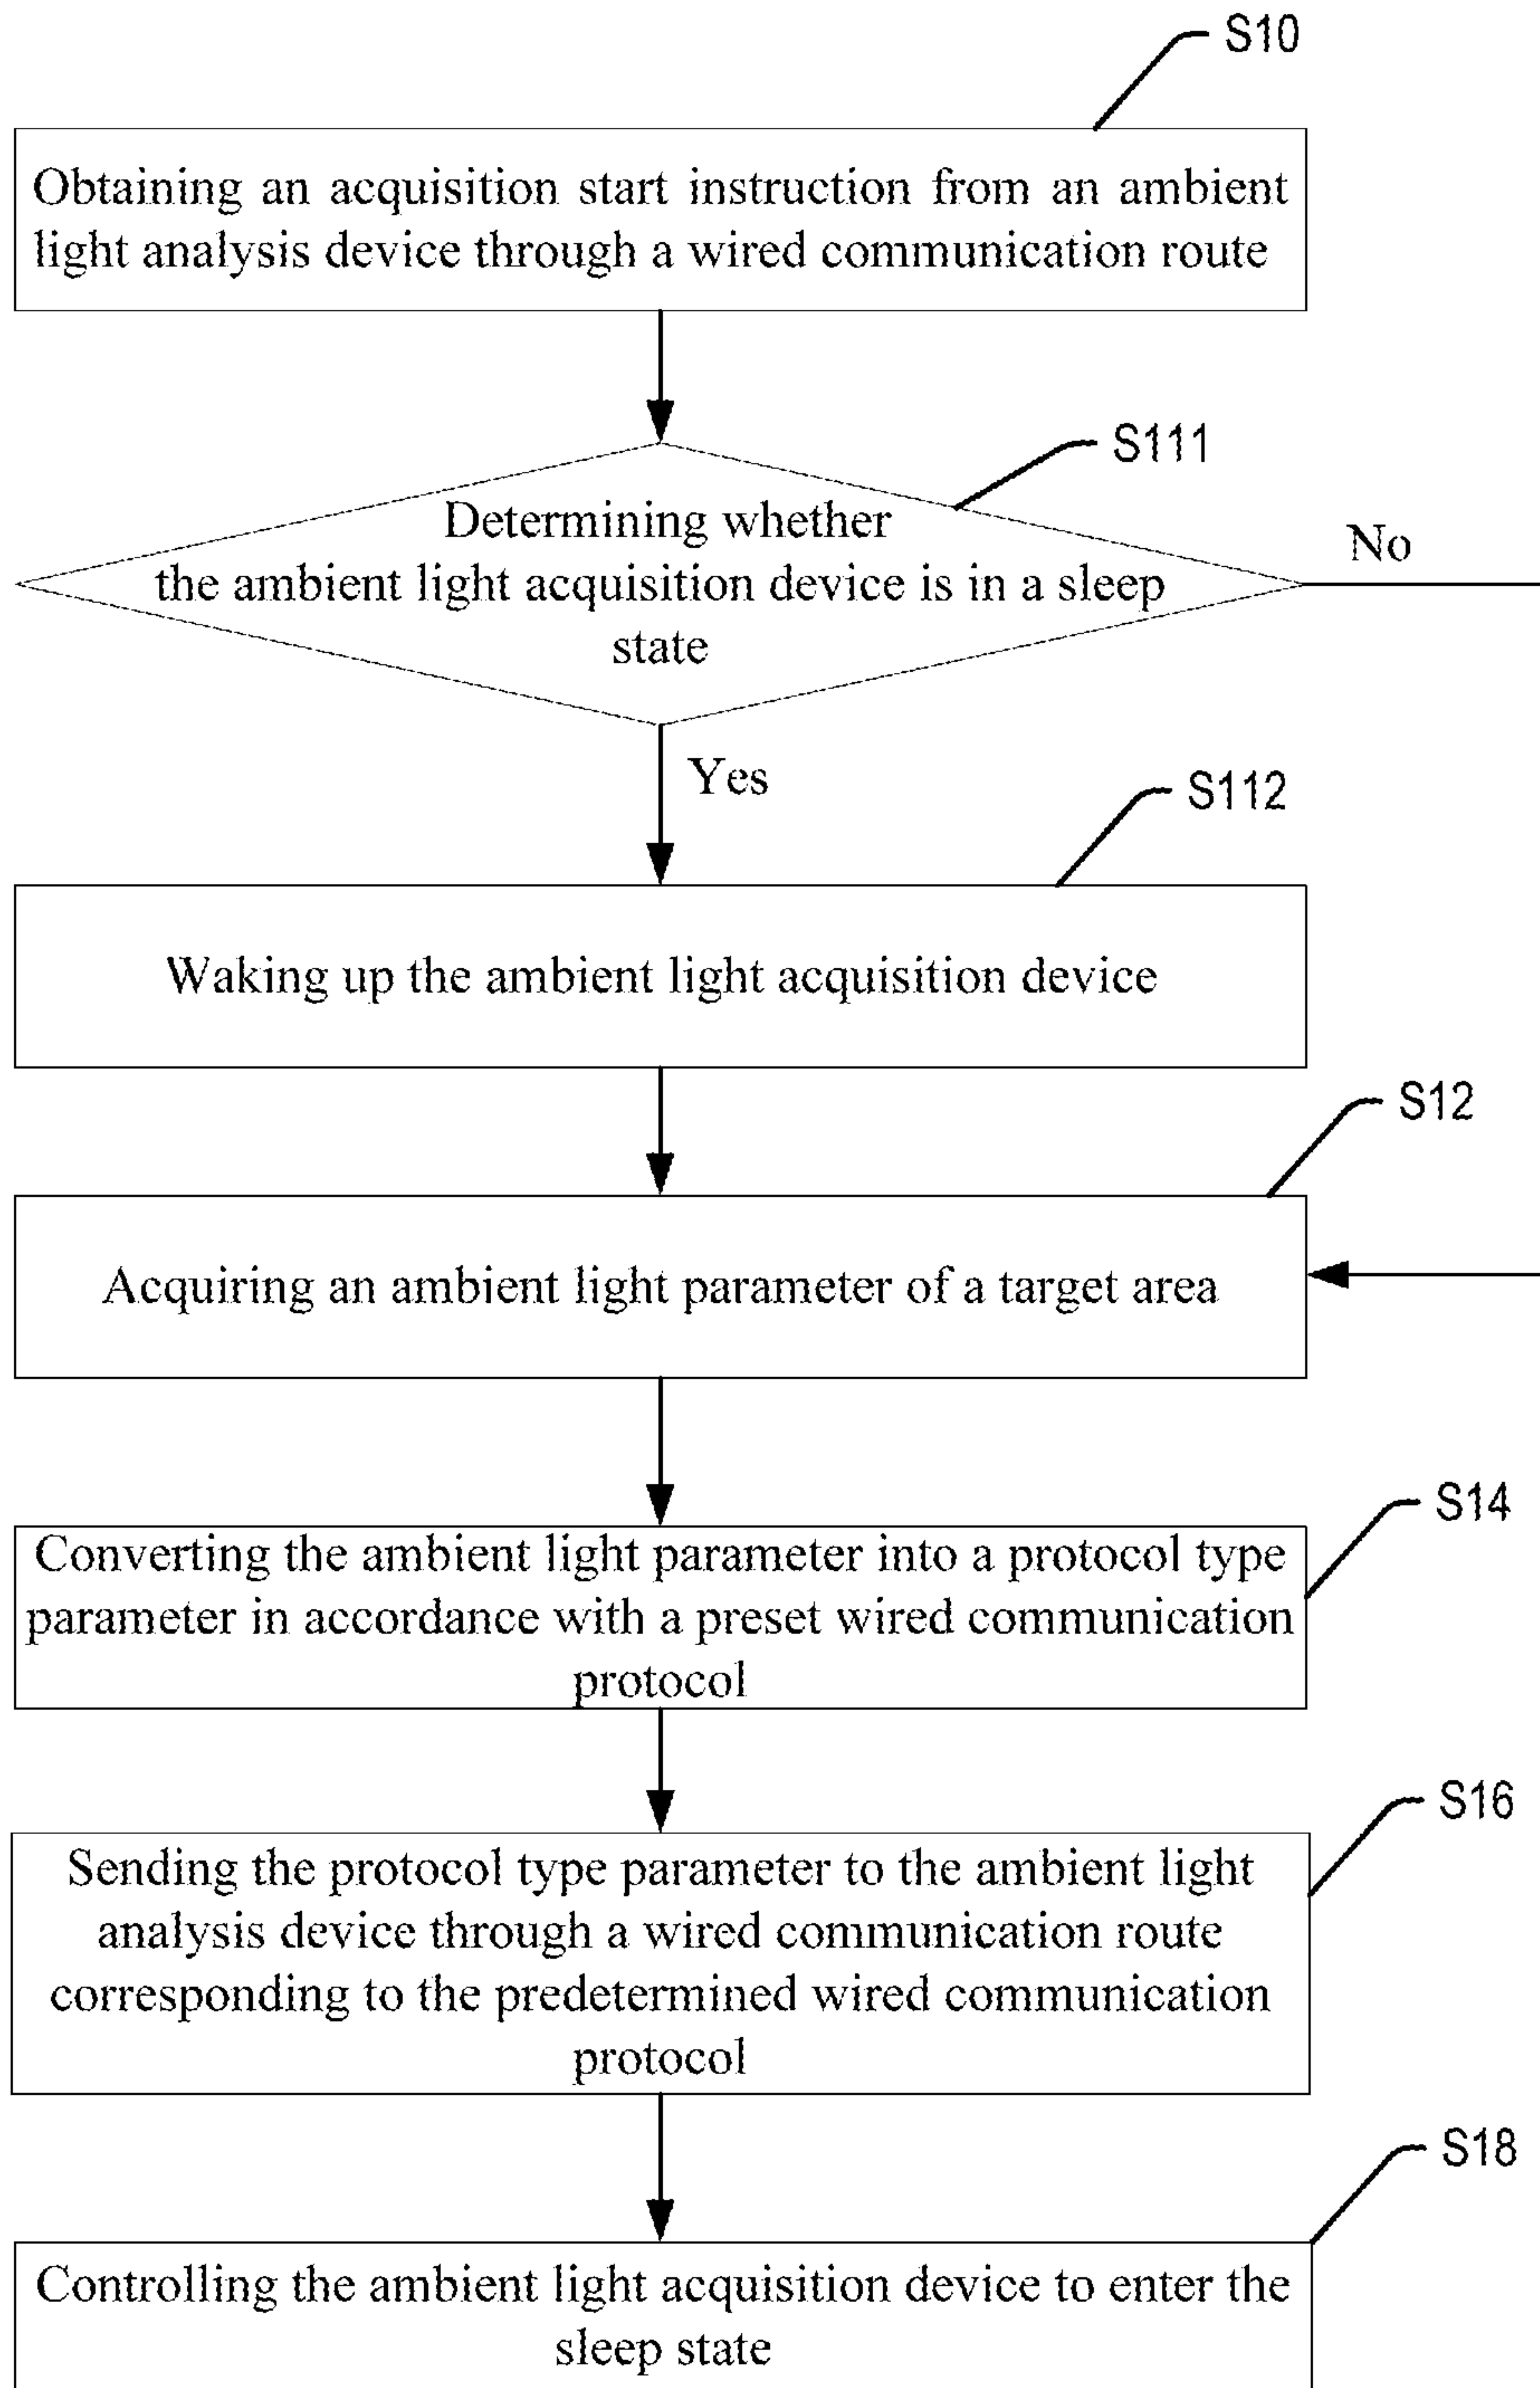 S10
Obtaining an acquisition start instruction from an ambient
light analysis device through a wired communication route
S111
Determining whether
the ambient light acquisition device is in a sleep
state
No
Yes
S112
Waking up the ambient light acquisition device
S12
Acquiring an ambient light parameter of a target area
S14
Converting the ambient light parameter into a protocol type
parameter in accordance with a preset wired communication
protocol
S16
Sending the protocol type parameter to the ambient light
analysis device through a wired communication route
corresponding to the predetermined wired communication
protocol
S18
Controlling the ambient light acquisition device to enter the
sleep state